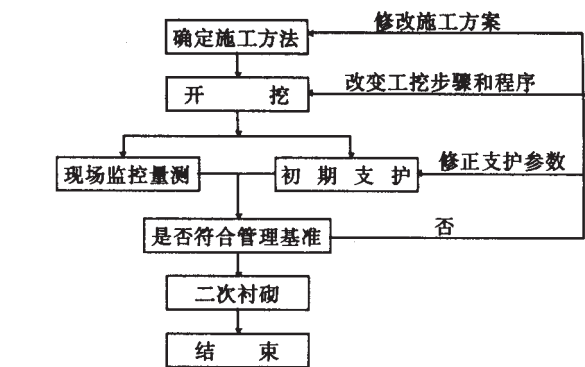 修改施工方案
确定施工方法
改变工挖步骤和程序
开 挖
修正支护参数
现场监控量测
初期支护
否
是否符合管理基准
二次衬砌
结 束